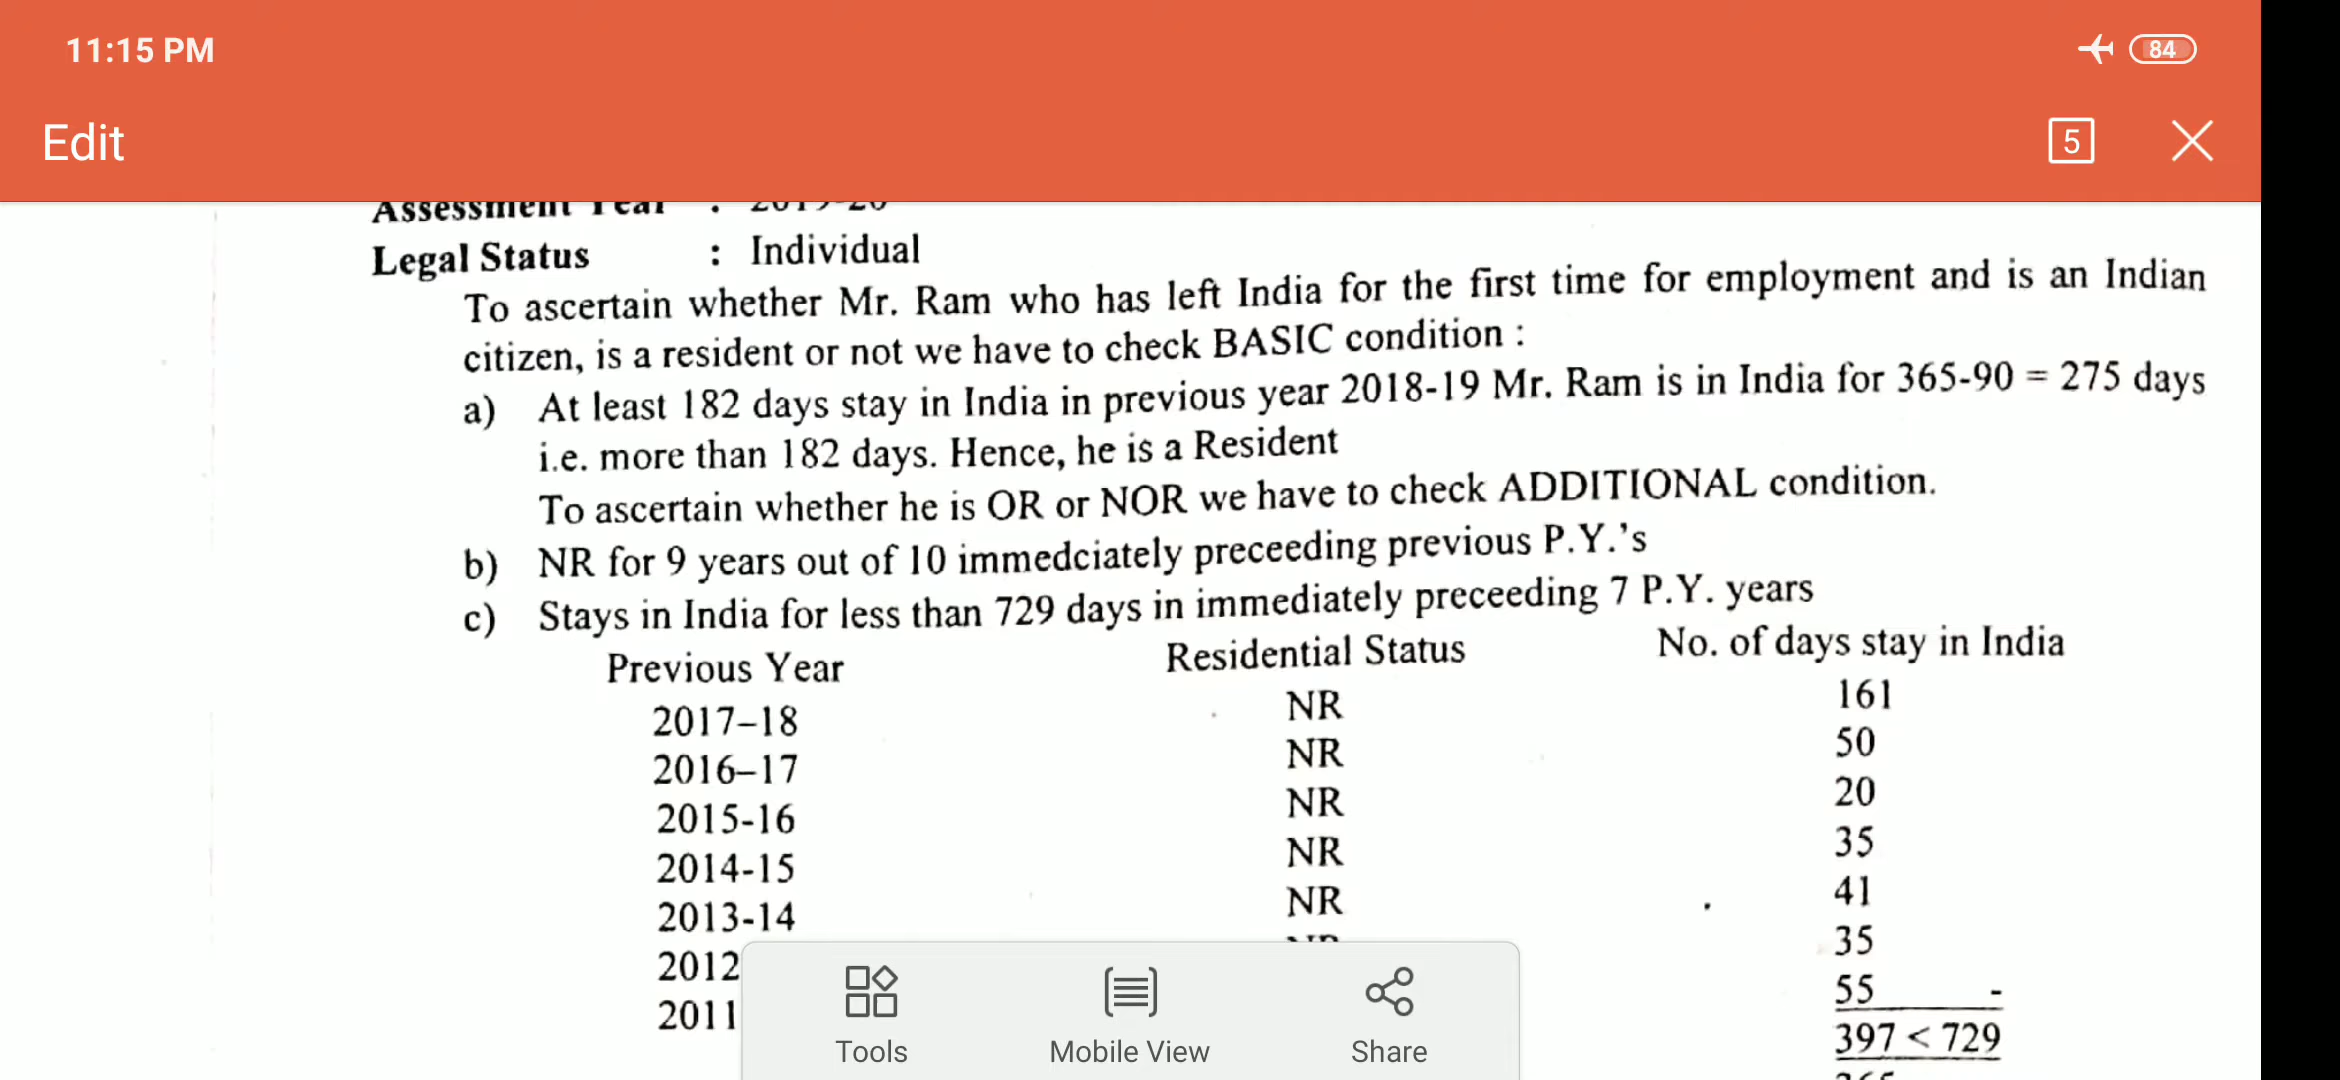 11:15 PM
84
Edit
5
Assessment Year : 2019-20
Legal Status : Individual
To ascertain whether Mr. Ram who has left India for the first time for employment and is an Indian
citizen, is a resident or not we have to check BASIC condition :
a) At least 182 days stay in India in previous year 2018-19 Mr. Ram is in India for 365-90 = 275 days
i.e. more than 182 days. Hence, he is a Resident
To ascertain whether he is OR or NOR we have to check ADDITIONAL condition.
b) NR for 9 years out of 10 immedciately preceeding previous P.Y.'s
c) Stays in India for less than 729 days in immediately preceeding 7 P.Y. years
Previous Year Residential Status No. of days stay in India
2017–18 NR 161
2016–17 NR 50
2015-16 NR 20
2014-15 NR 35
2013-14 NR 41
2012 NR 35
2011 55 -
397 < 729
Tools Mobile View Share